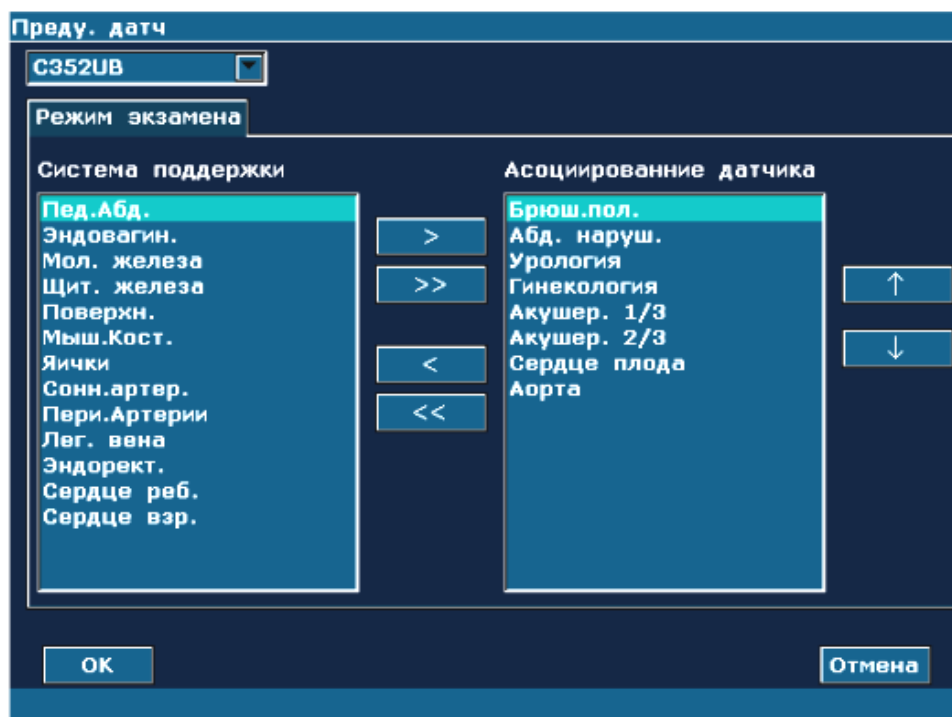 Преду. датч
C352UB
Режим экзамена
Система поддержки
Пед.Абд.
Эндовагин.
Мол. железа
Щит. железа
Поверхн.
Мыш.Кост.
Яички
Сонн.артер.
Пери.Артерии
Лег. вена
Эндорект.
Сердце реб.
Сердце взр.
>
>>
<
<<
Асоциированние датчика
Брюш.пол.
Абд. наруш.
Урология
Гинекология
Акушер. 1/3
Акушер. 2/3
Сердце плода
Аорта
↑
↓
OK
Отмена